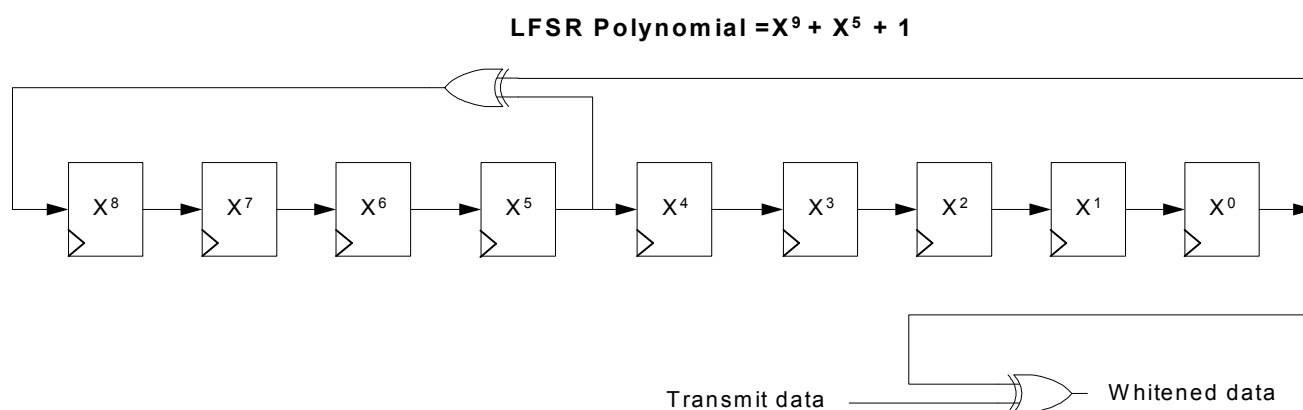 LFSR Polynomial =X⁹ + X⁵ + 1
X⁸ X⁷ X⁶ X⁵ X⁴ X³ X² X¹ X⁰
Transmit data
Whitened data